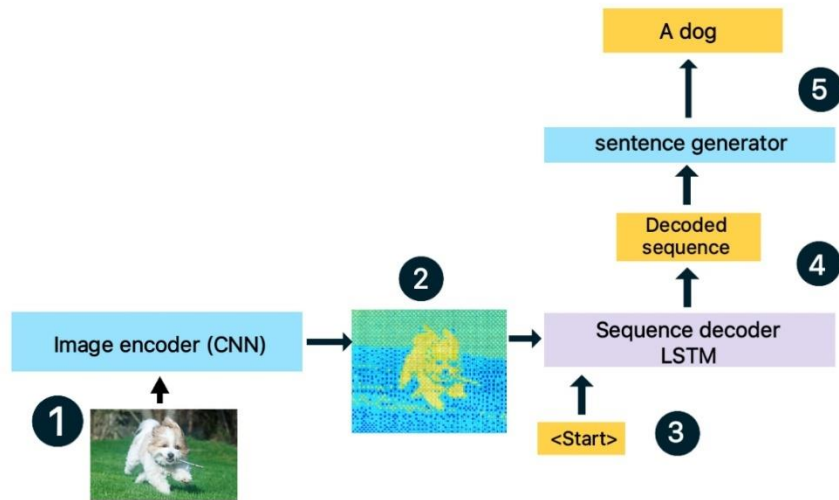 A dog
5
sentence generator
Decoded
sequence
4
2
Image encoder (CNN)
Sequence decoder
LSTM
1
<Start>
3